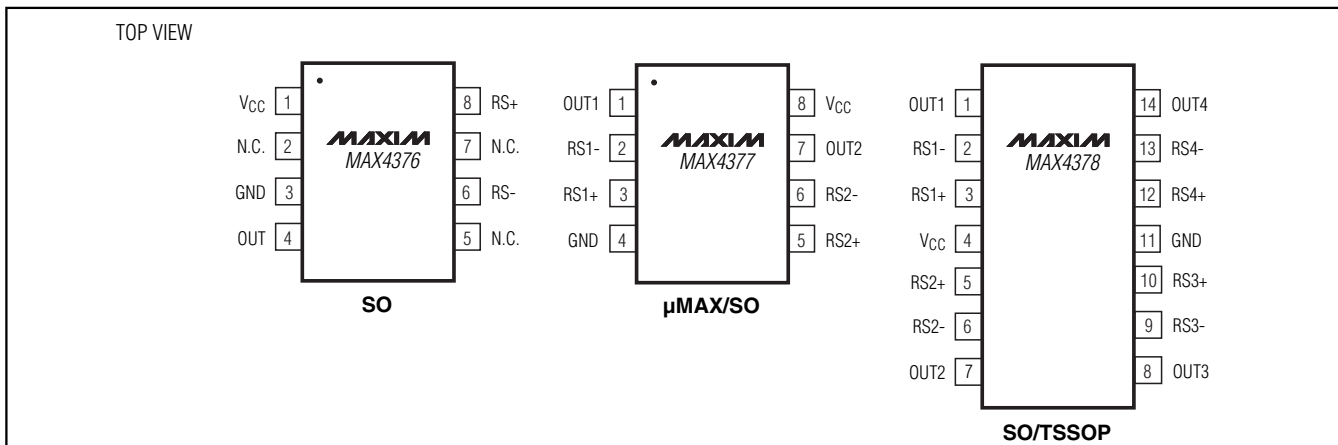 TOP VIEW
VCC 1
N.C. 2
GND 3
OUT 4
MAXIM
MAX4376
8 RS+
7 N.C.
6 RS-
5 N.C.
SO
OUT1 1
RS1- 2
RS1+ 3
GND 4
MAXIM
MAX4377
8 VCC
7 OUT2
6 RS2-
5 RS2+
µMAX/SO
OUT1 1
RS1- 2
RS1+ 3
VCC 4
RS2+ 5
RS2- 6
OUT2 7
MAXIM
MAX4378
14 OUT4
13 RS4-
12 RS4+
11 GND
10 RS3+
9 RS3-
8 OUT3
SO/TSSOP